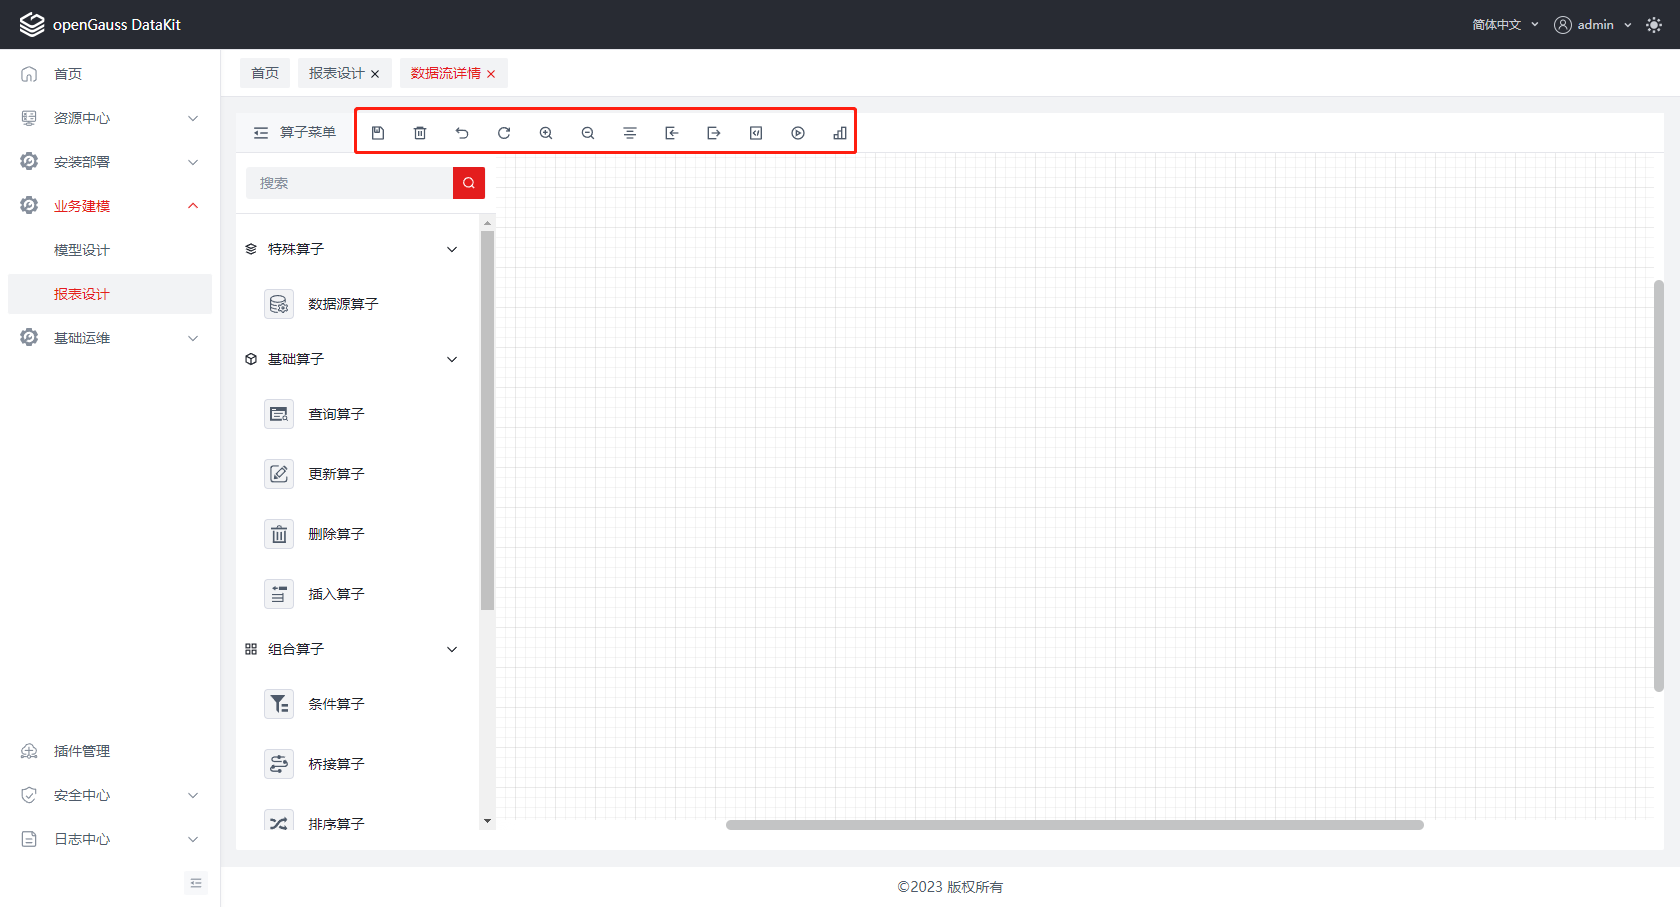 openGauss DataKit
简体中文
admin
首页
资源中心
安装部署
业务建模
模型设计
报表设计
基础运维
插件管理
安全中心
日志中心
首页
报表设计
数据流详情
算子菜单
搜索
特殊算子
数据源算子
基础算子
查询算子
更新算子
删除算子
插入算子
组合算子
条件算子
桥接算子
排序算子
©2023 版权所有